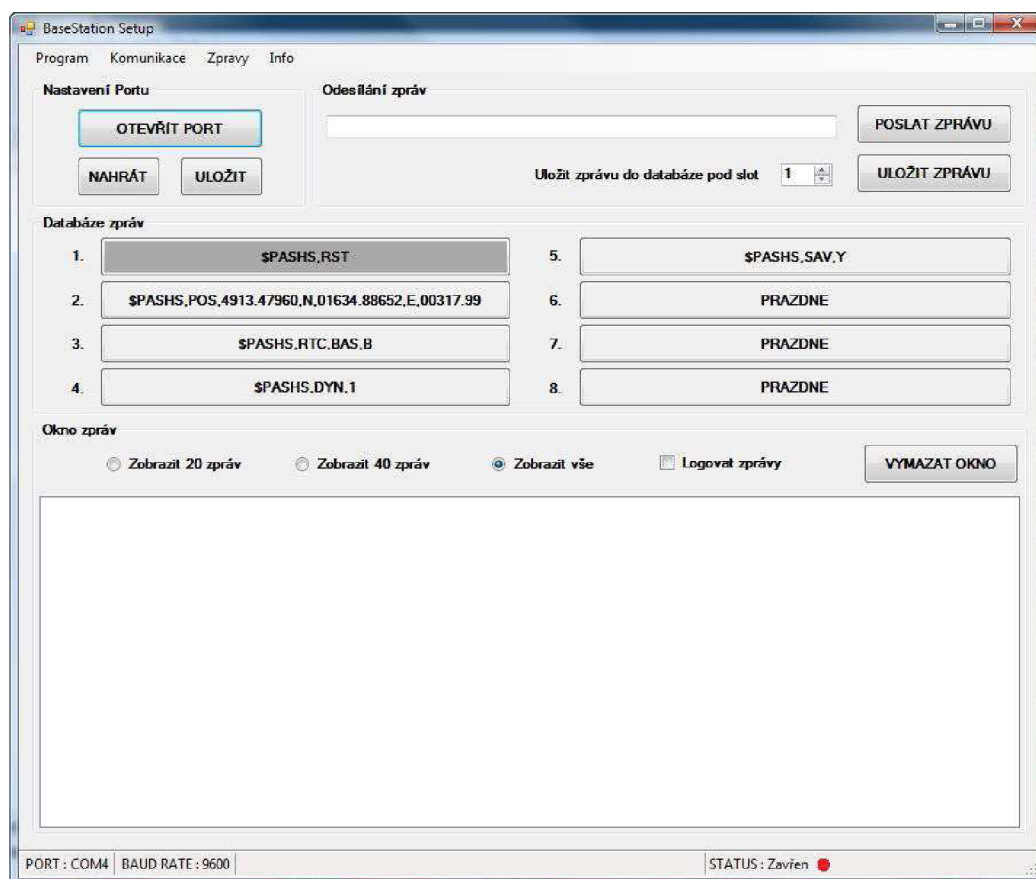 BaseStation Setup
Program Komunikace Zpravy Info
Nastavení Portu
OTEVŘÍT PORT
NAHRÁT ULOŽIT
Odesílání zpráv
POSLAT ZPRÁVU
Uložit zprávu do databáze pod slot 1 ULOŽIT ZPRÁVU
Databáze zpráv
1. $PASHS,RST
2. $PASHS,POS,4913.47960,N,01634.88652,E,00317.99
3. $PASHS,RTC,BAS,B
4. $PASHS,DYN,1
5. $PASHS,SAV,Y
6. PRAZDNE
7. PRAZDNE
8. PRAZDNE
Okno zpráv
Zobrazit 20 zpráv Zobrazit 40 zpráv Zobrazit vše Logovat zprávy VYMAZAT OKNO
PORT : COM4 BAUD RATE : 9600 STATUS : Zavřen